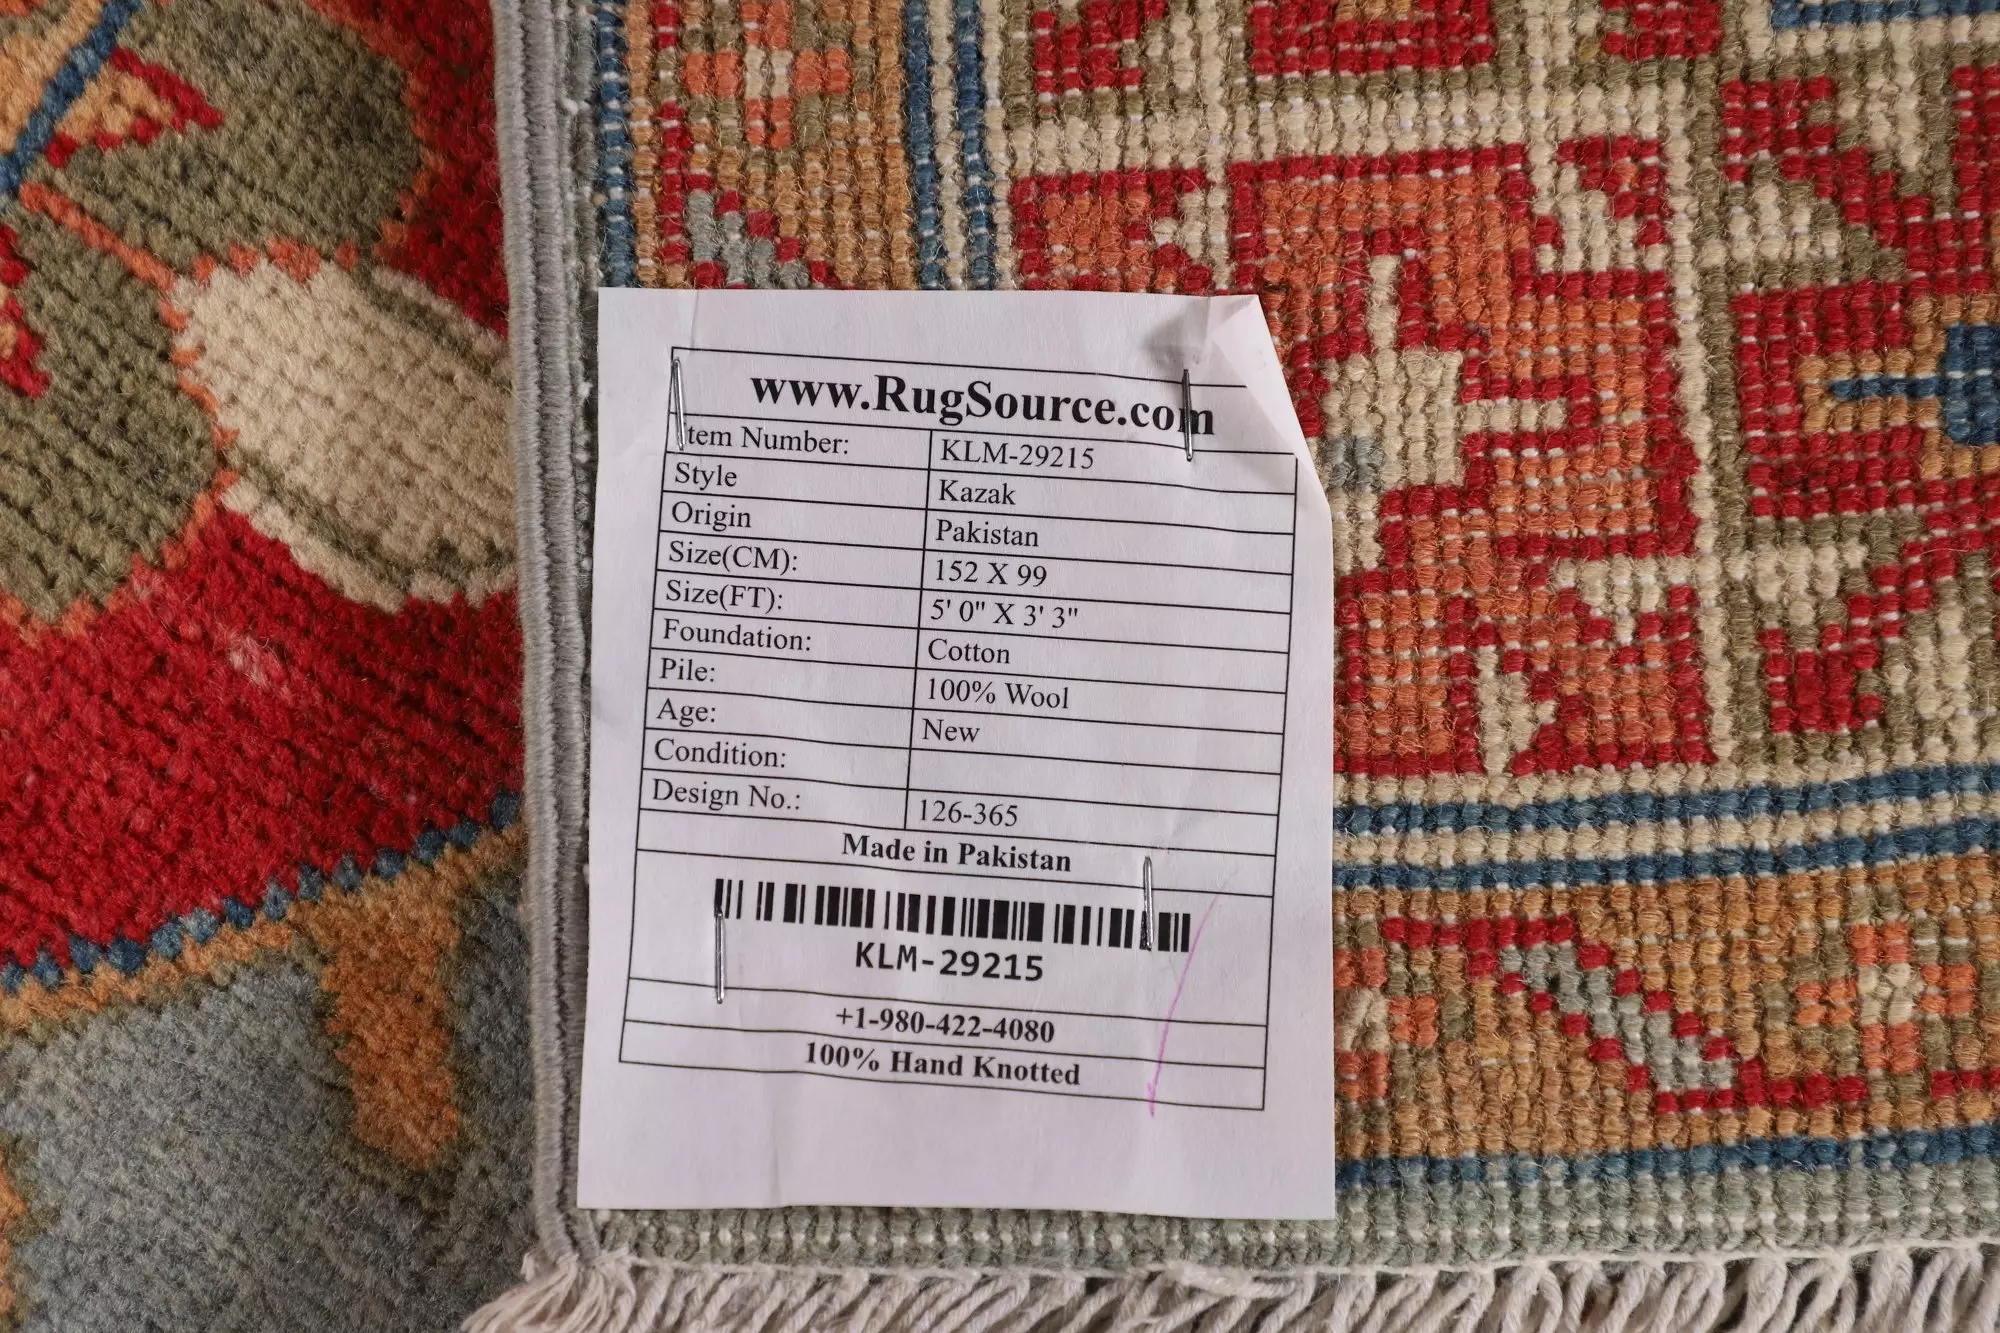 www.RugSource.com
Item Number: KLM-29215
Style Kazak
Origin Pakistan
Size(CM): 152 X 99
Size(FT): 5' 0" X 3' 3"
Foundation: Cotton
Pile: 100% Wool
Age: New
Condition:
Design No.: 126-365
Made in Pakistan
KLM-29215
+1-980-422-4080
100% Hand Knotted